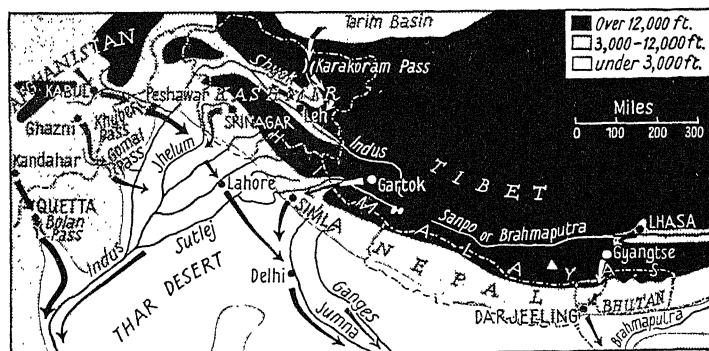 Tarim Basin
Over 12,000 ft.
3,000-12,000 ft.
under 3,000 ft.
Miles
0 100 200 300
AFGHANISTAN
Shyok
Karakoram Pass
KABUL
Peshawar
KASHMIR
Khyber Pass
Ghazni
Gomal Pass
SRINAGAR
Leh
Indus
Jhelum
Kandahar
Lahore
Gartok
TIBET
QUETTA
Bolan Pass
SIMLA
HIMALAYAS
Sanpo or Brahmaputra
LHASA
Gyangtse
Indus
Sutlej
NEPAL
THAR DESERT
Delhi
Ganges
Jumna
DARJEELING
BHUTAN
Brahmaputra